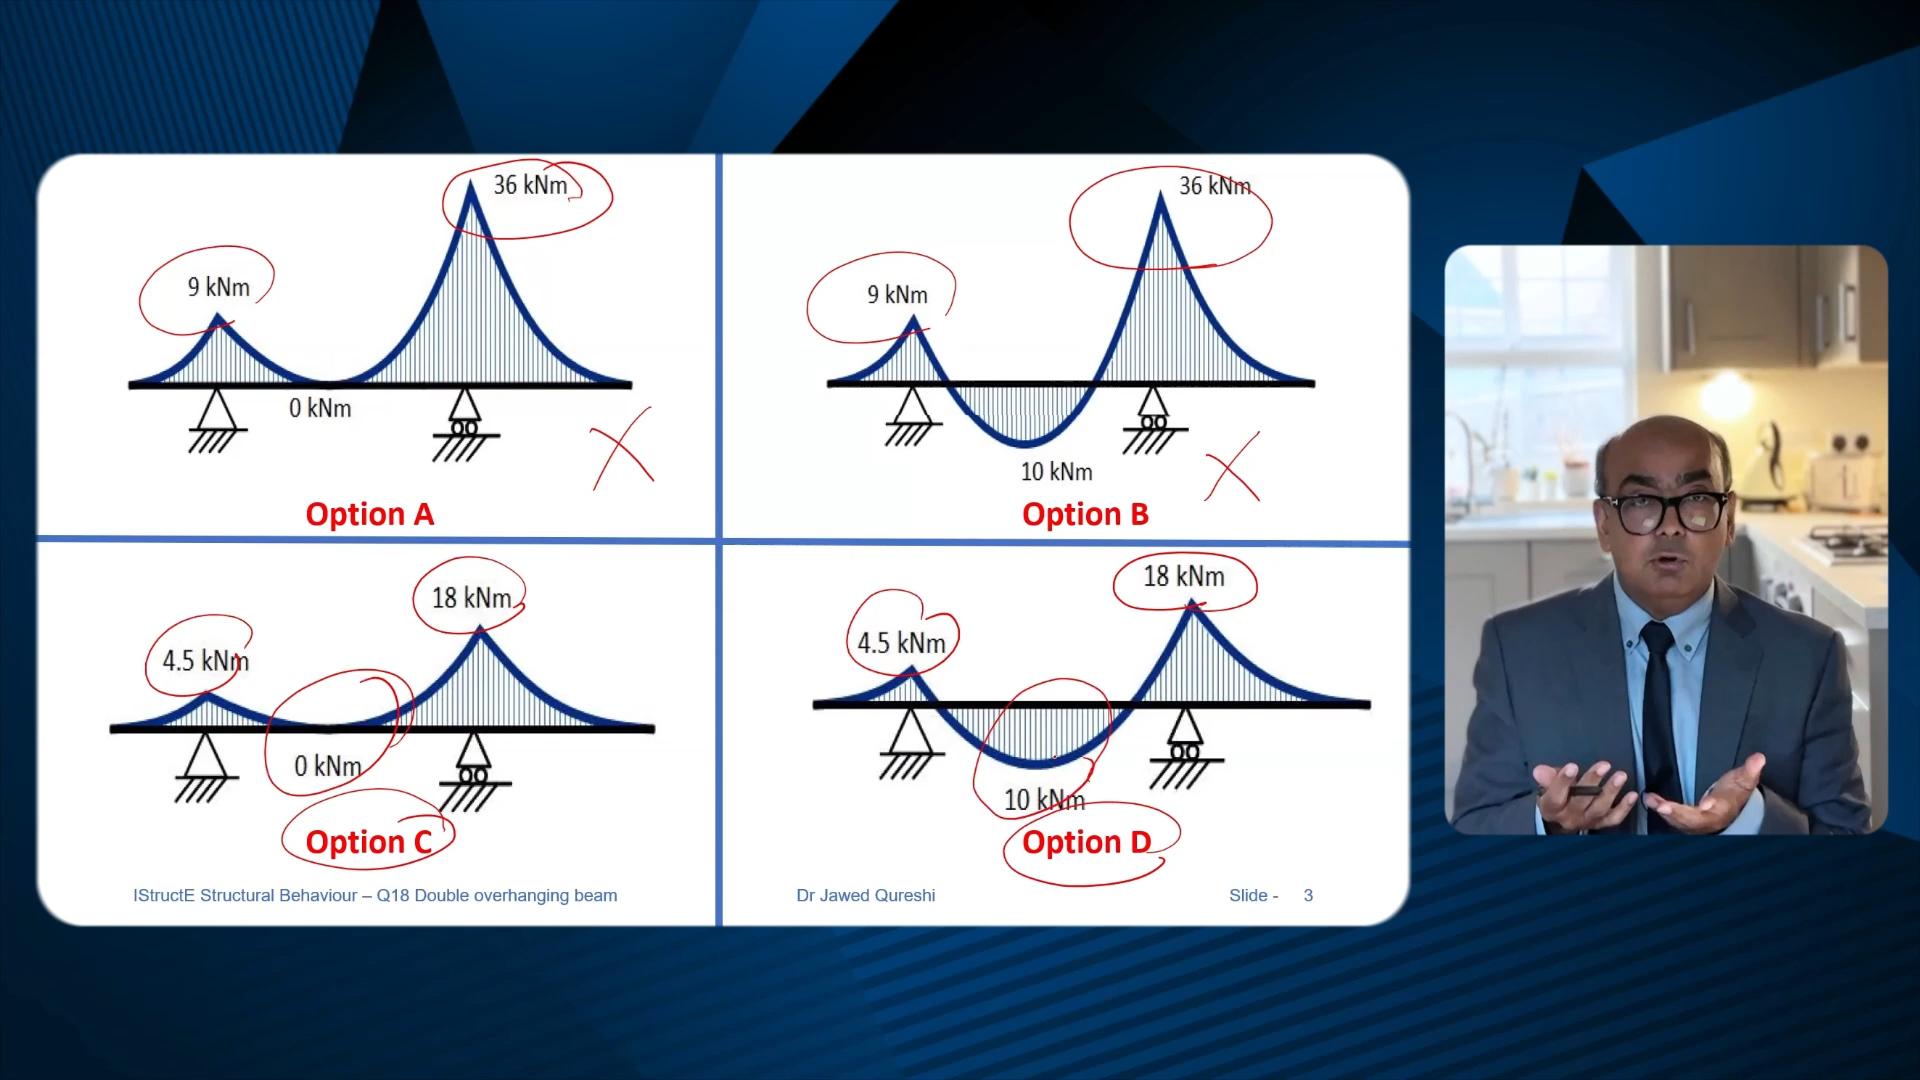 36 kNm
9 kNm
0 kNm
Option A
36 kNm
9 kNm
10 kNm
Option B
18 kNm
4.5 kNm
0 kNm
Option C
18 kNm
4.5 kNm
10 kNm
Option D
IStructE Structural Behaviour – Q18 Double overhanging beam
Dr Jawed Qureshi
Slide - 3